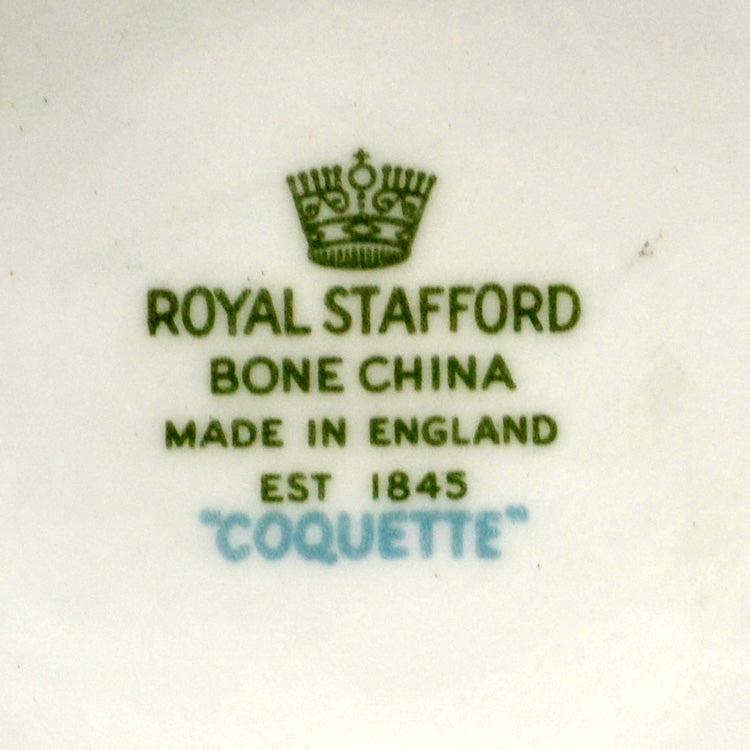 ROYAL STAFFORD
BONE CHINA
MADE IN ENGLAND
EST 1845
"COQUETTE"